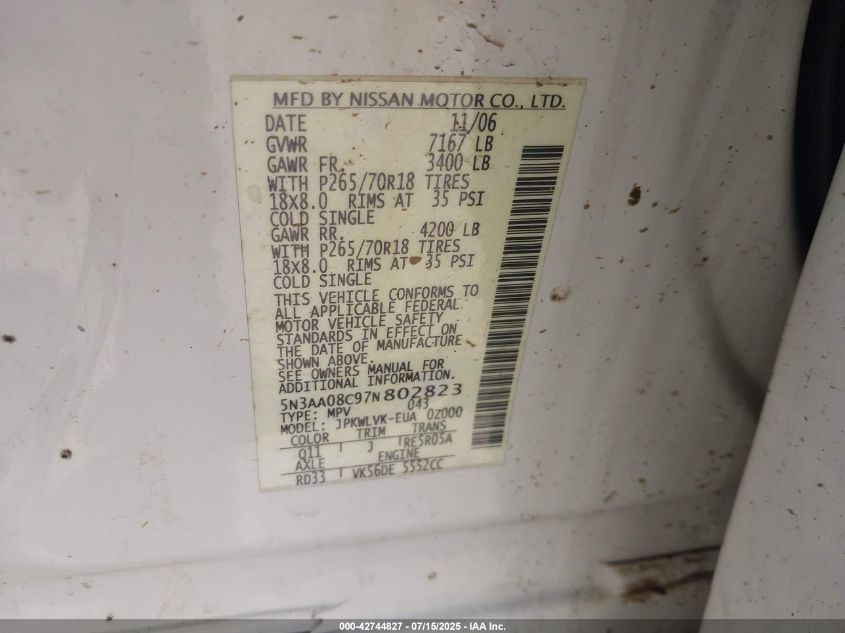 MFD BY NISSAN MOTOR CO., LTD.
DATE 11/06
GVWR 7167 LB
GAWR FR. 3400 LB
WITH P265/70R18 TIRES
18X8.0 RIMS AT 35 PSI
COLD SINGLE
GAWR RR. 4200 LB
WITH P265/70R18 TIRES
18X8.0 RIMS AT 35 PSI
COLD SINGLE
THIS VEHICLE CONFORMS TO
ALL APPLICABLE FEDERAL
MOTOR VEHICLE SAFETY
STANDARDS IN EFFECT ON
THE DATE OF MANUFACTURE
SHOWN ABOVE.
SEE OWNERS MANUAL FOR
ADDITIONAL INFORMATION.
5N3AA08C97N802823
TYPE: MPV 043
MODEL: JPKWLVK-EUA 0Z000
COLOR TRIM TRANS
Q11 J RE5R05A
AXLE ENGINE
RD33 VK56DE 5552CC
000-42744827 - 07/15/2025 - IAA Inc.